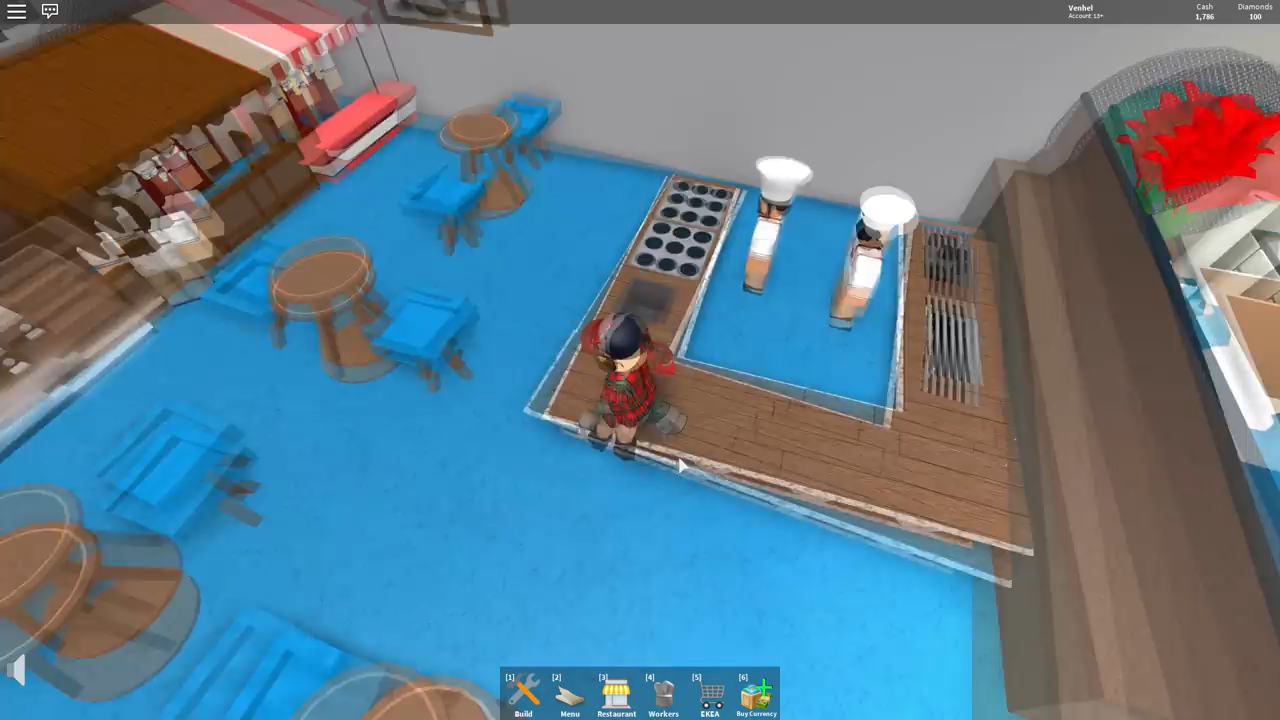 Venhel
Account: 13+
Cash
1,786
Diamonds
100
[1]
Build
[2]
Menu
[3]
Restaurant
[4]
Workers
[5]
EKEA
[6]
Buy Currency